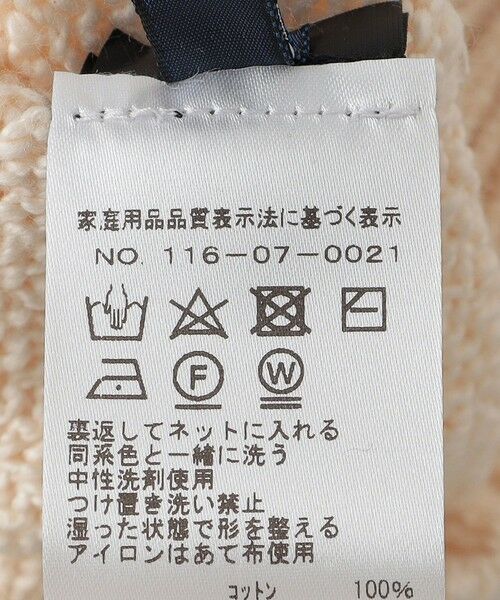 家庭用品品質表示法に基づく表示
NO. 116-07-0021
F W
裏返してネットに入れる
同系色と一緒に洗う
中性洗剤使用
つけ置き洗い禁止
湿った状態で形を整える
アイロンはあて布使用
コットン 100%